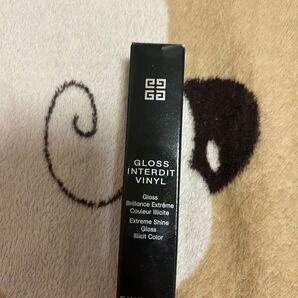 GLOSS
INTERDIT
VINYL
Gloss
Brillance Extrême
Couleur Illicite
Extreme Shine
Gloss
Illicit Color